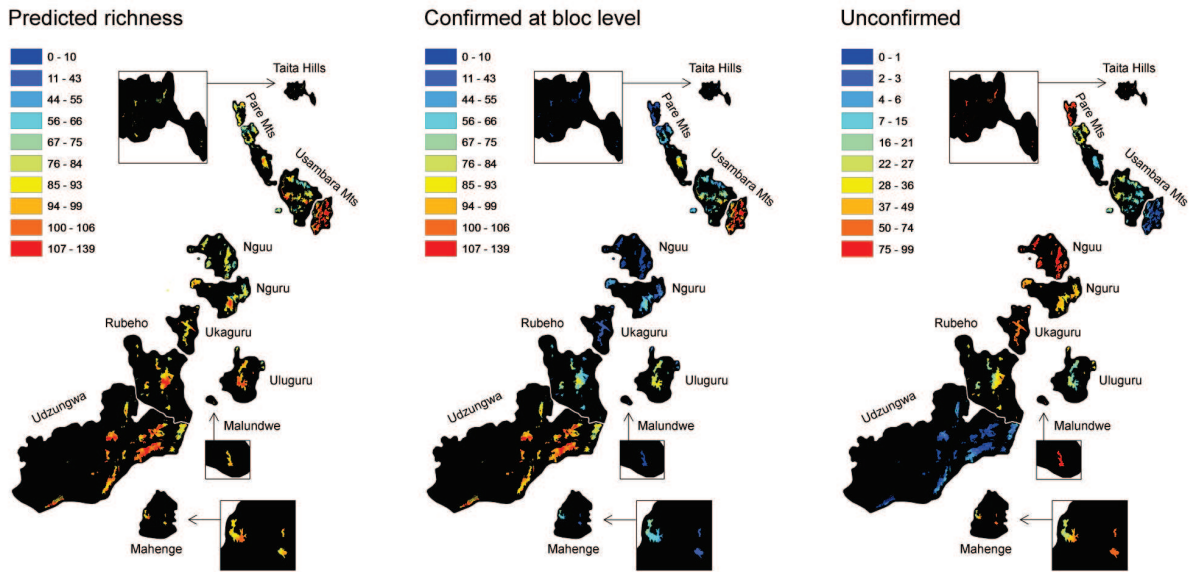 Predicted richness
0 - 10
11 - 43
44 - 55
56 - 66
67 - 75
76 - 84
85 - 93
94 - 99
100 - 106
107 - 139
Taita Hills
Pare Mts
Usambara Mts
Nguu
Nguru
Rubeho
Ukaguru
Uluguru
Udzungwa
Malundwe
Mahenge
Confirmed at bloc level
0 - 10
11 - 43
44 - 55
56 - 66
67 - 75
76 - 84
85 - 93
94 - 99
100 - 106
107 - 139
Taita Hills
Pare Mts
Usambara Mts
Nguu
Nguru
Rubeho
Ukaguru
Uluguru
Udzungwa
Malundwe
Mahenge
Unconfirmed
0 - 1
2 - 3
4 - 6
7 - 15
16 - 21
22 - 27
28 - 36
37 - 49
50 - 74
75 - 99
Taita Hills
Pare Mts
Usambara Mts
Nguu
Nguru
Rubeho
Ukaguru
Uluguru
Udzungwa
Malundwe
Mahenge